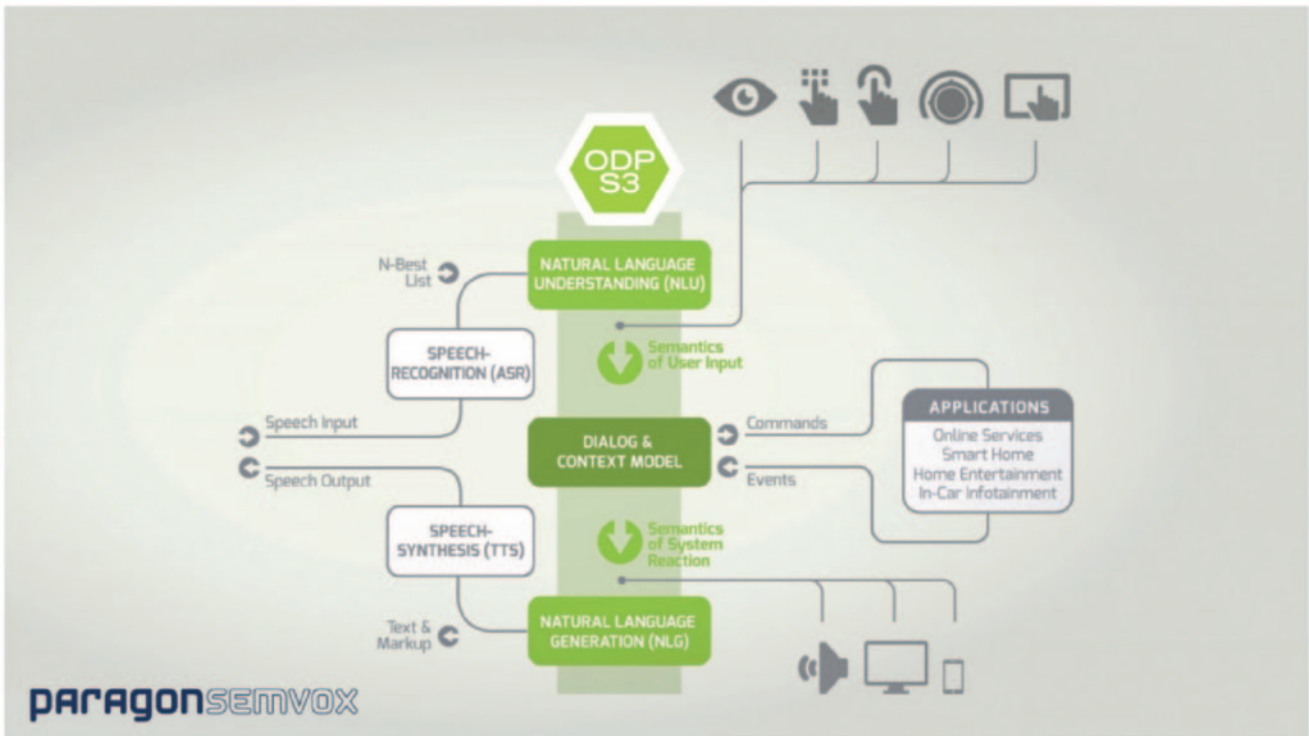 ODP
S3
NATURAL LANGUAGE
UNDERSTANDING (NLU)
N-Best
List
SPEECH-
RECOGNITION (ASR)
Semantics
of User Input
Speech Input
Speech Output
DIALOG &
CONTEXT MODEL
Commands
Events
APPLICATIONS
Online Services
Smart Home
Home Entertainment
In-Car Infotainment
SPEECH-
SYNTHESIS (TTS)
Semantics
of System
Reaction
Text &
Markup
NATURAL LANGUAGE
GENERATION (NLG)
paragon semvox